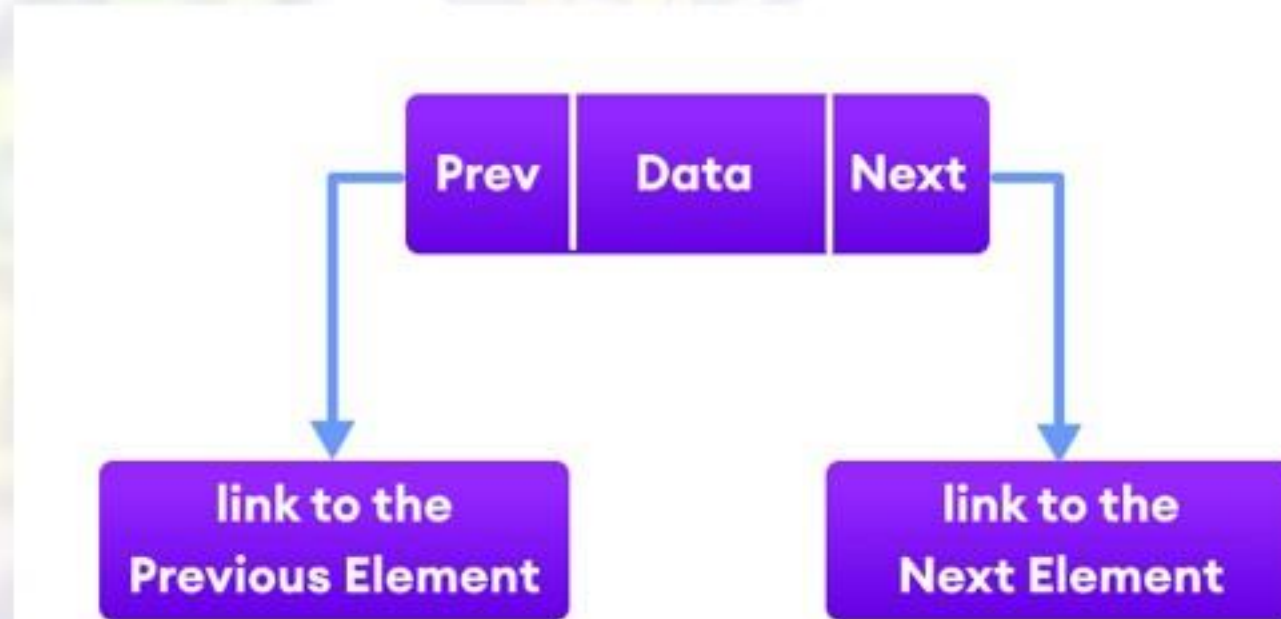 Prev Data Next
link to the
Previous Element
link to the
Next Element